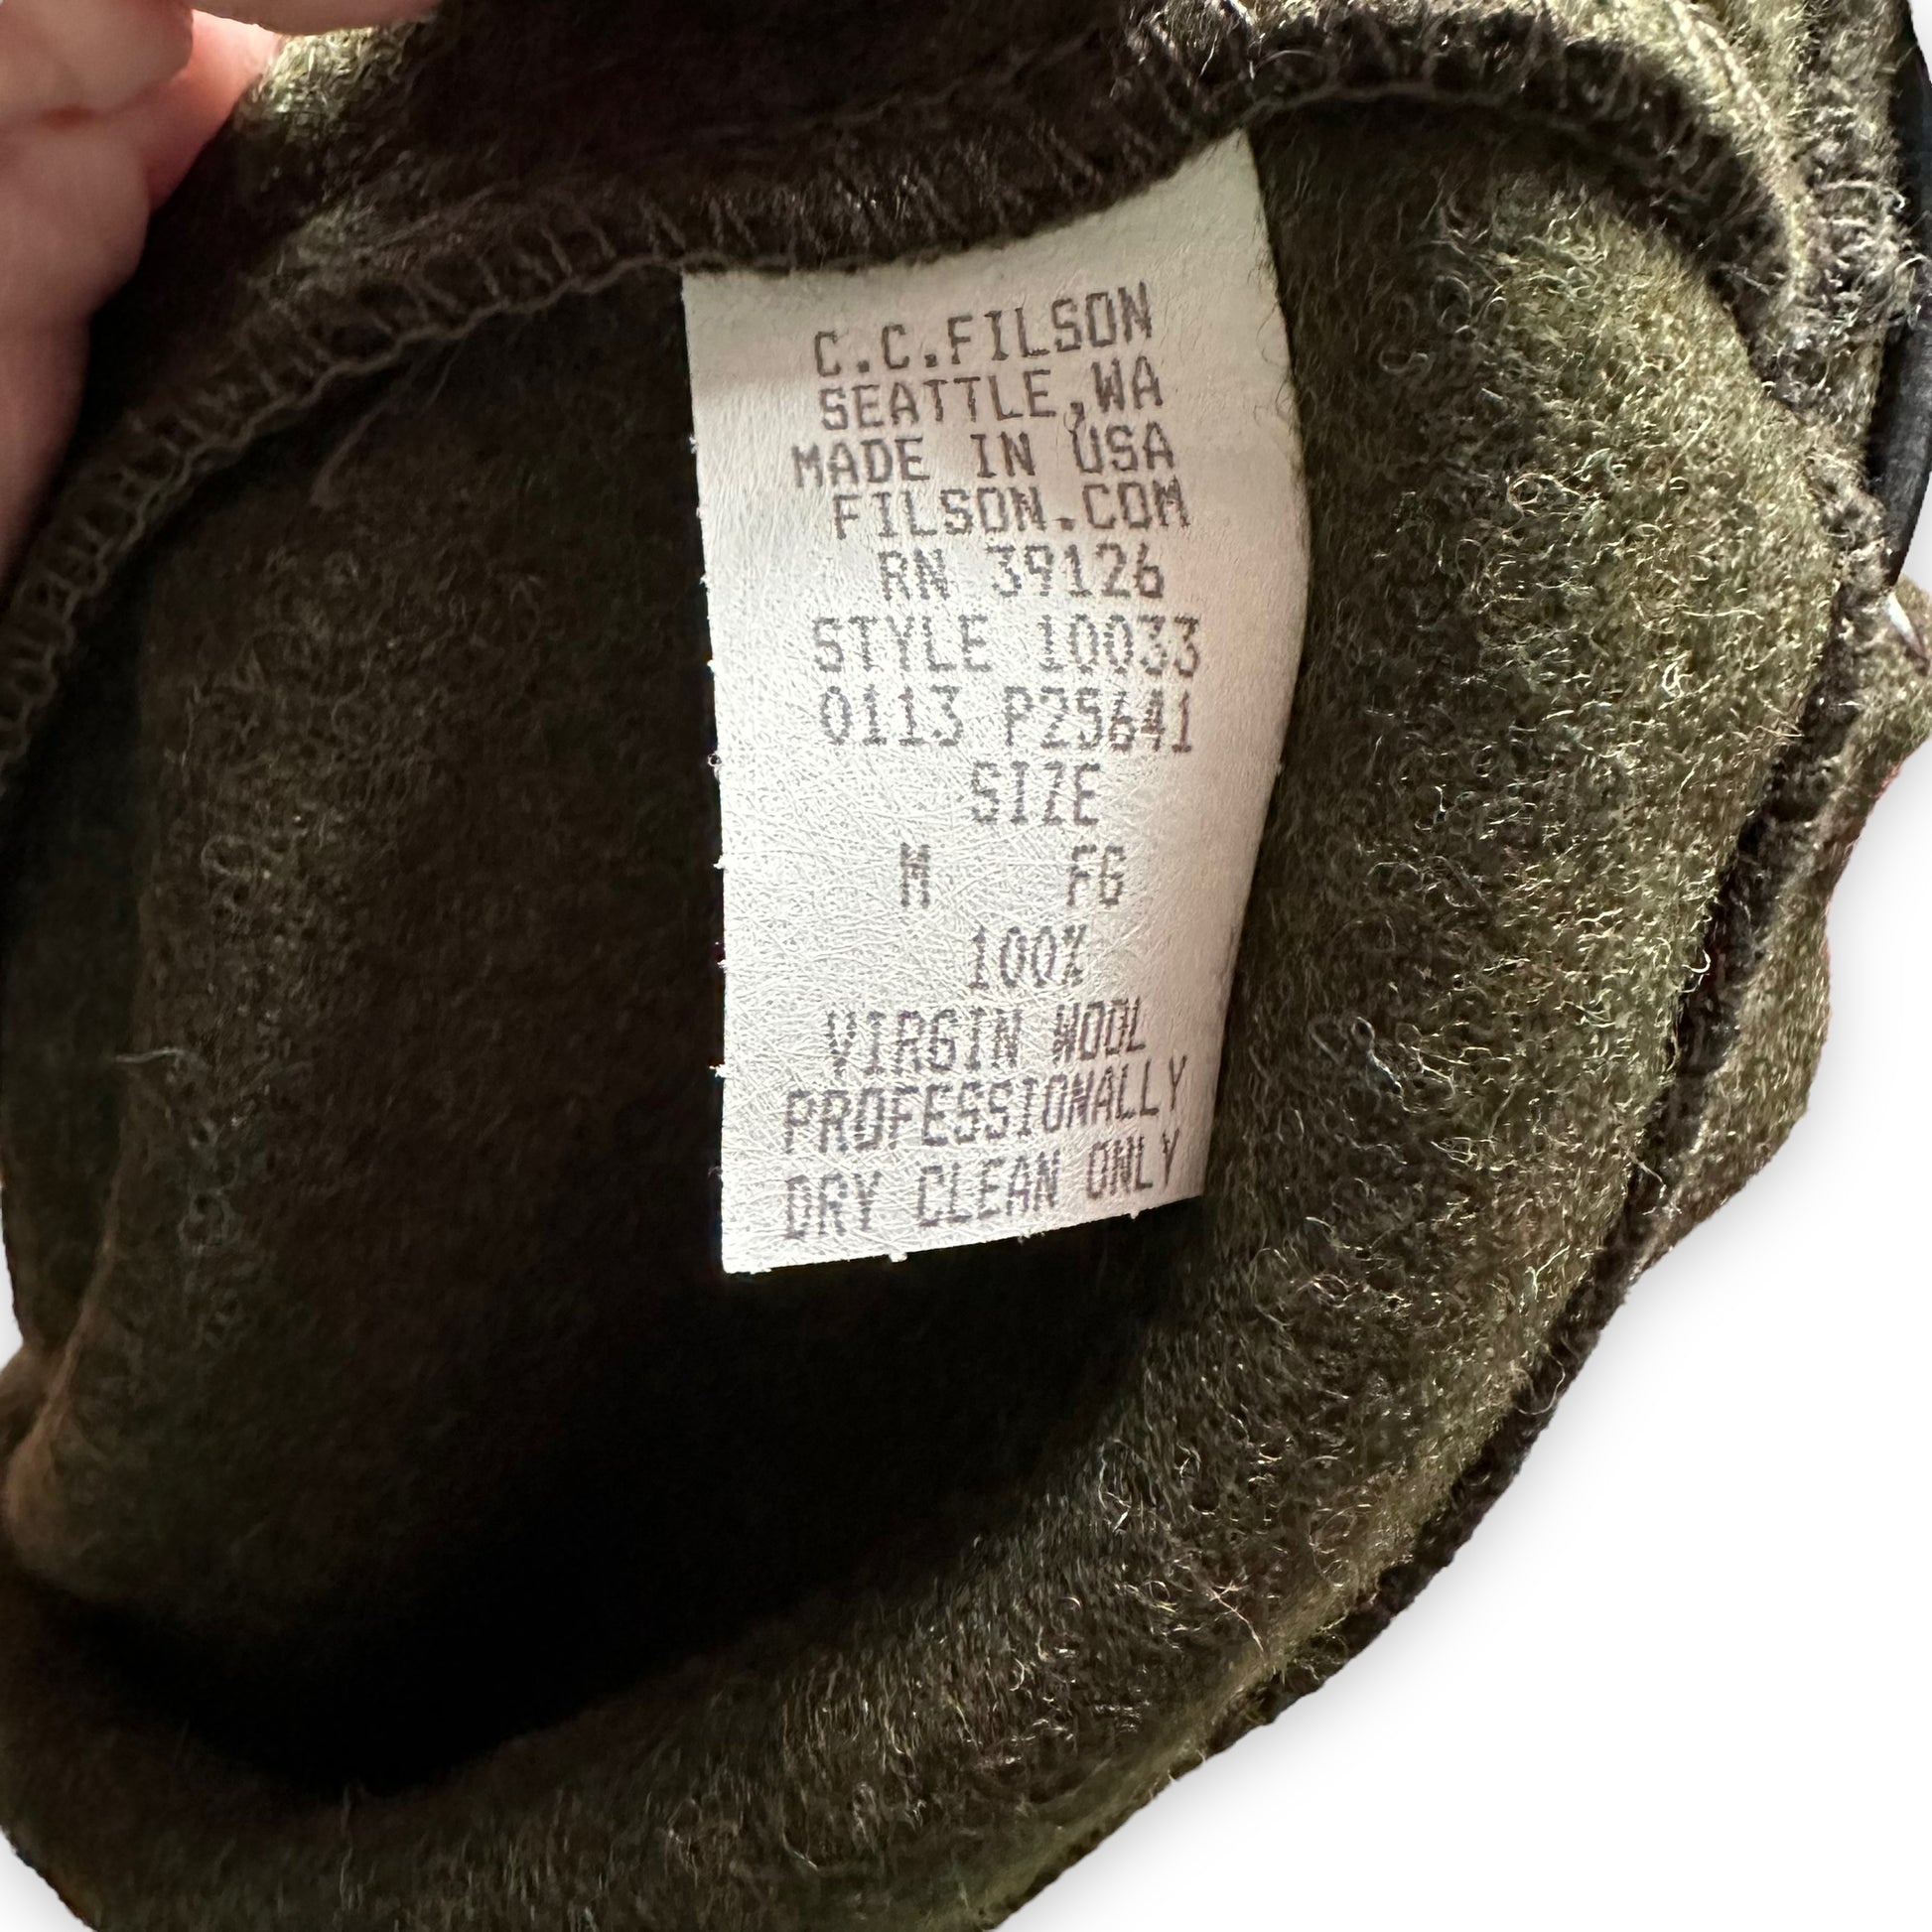 C.C.FILSON
SEATTLE,WA
MADE IN USA
FILSON.COM
RN 39126
STYLE 10033
0113 P25641
SIZE
M FG
100%
VIRGIN WOOL
PROFESSIONALLY
DRY CLEAN ONLY